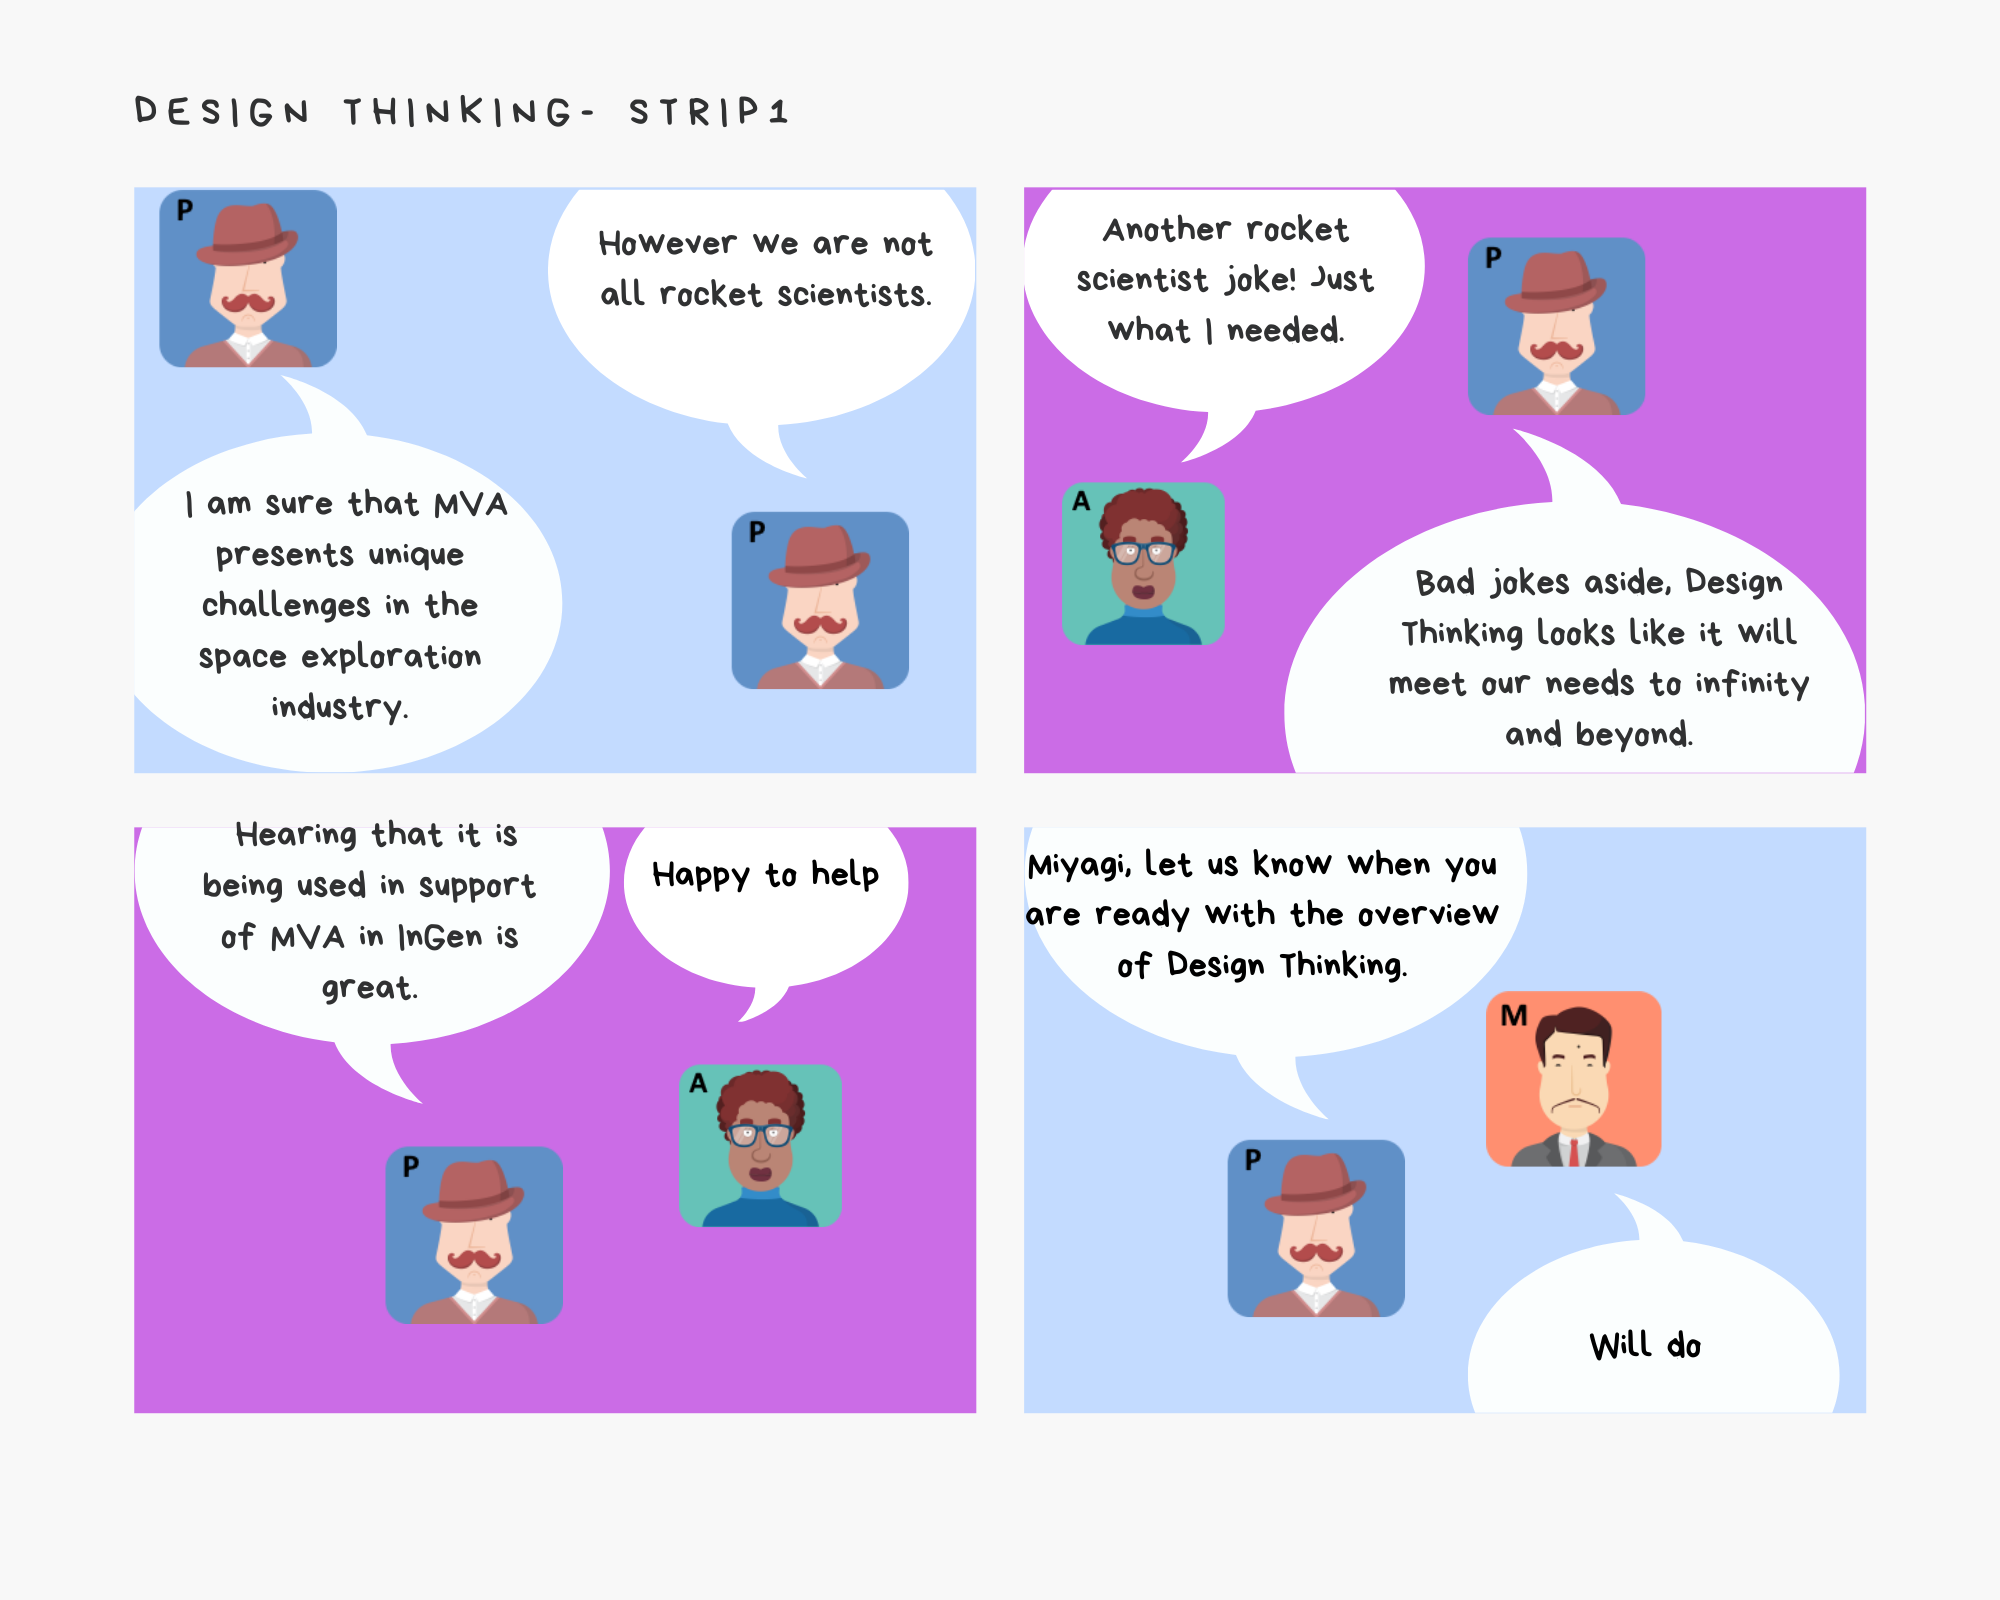 DESIGN THINKING- STRIP1
P
However we are not
all rocket scientists.
I am sure that MVA
presents unique
challenges in the
space exploration
industry.
P
Another rocket
scientist joke! Just
what I needed.
P
A
Bad jokes aside, Design
Thinking looks like it will
meet our needs to infinity
and beyond.
Hearing that it is
being used in support
of MVA in InGen is
great.
Happy to help
A
P
Miyagi, let us know when you
are ready with the overview
of Design Thinking.
M
P
Will do